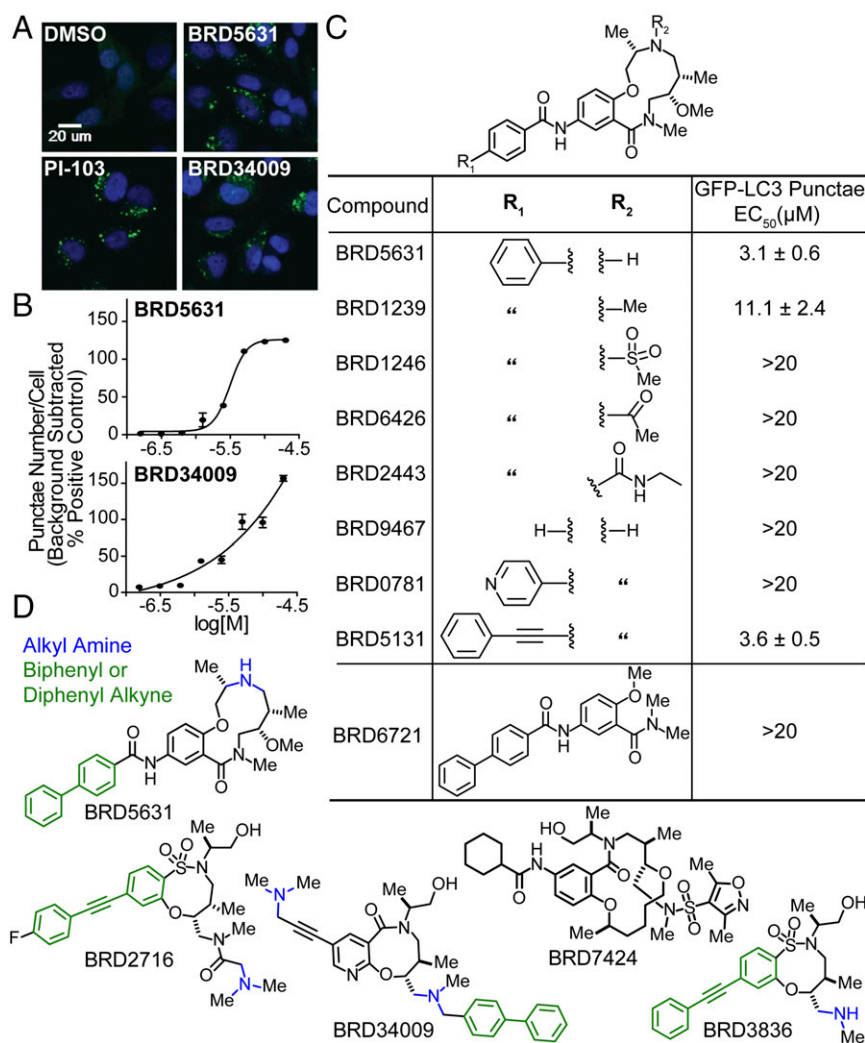 A
DMSO
BRD5631
20 um
PI-103
BRD34009
B
BRD5631
150
100
50
0
-6.5
-5.5
-4.5
BRD34009
150
100
50
0
-6.5
-5.5
-4.5
log[M]
Punctae Number/Cell
(Background Subtracted
% Positive Control)
C
R2
Me
N
Me
O
OMe
O
N
H
N
Me
O
R1
Compound
R1
R2
GFP-LC3 Punctae
EC50(µM)
BRD5631
H
3.1 ± 0.6
BRD1239
“
Me
11.1 ± 2.4
BRD1246
“
O
S
O
Me
>20
BRD6426
“
O
Me
>20
BRD2443
“
O
N
H
>20
BRD9467
H
H
>20
BRD0781
N
“
>20
BRD5131
“
3.6 ± 0.5
BRD6721
O
Me
O
N
H
N
Me
Me
O
>20
D
Alkyl Amine
Biphenyl or
Diphenyl Alkyne
H
Me
N
Me
O
OMe
O
N
H
N
Me
O
BRD5631
Me
OH
O
O
S
N
F
O
Me
N
Me
O
N
Me
Me
BRD2716
Me
N
Me
O
Me
OH
N
N
O
Me
N
Me
BRD34009
HO
Me
Me
N
O
N
H
O
O
O
Me
Me
N
S
O
O
Me
O
N
Me
BRD7424
Me
OH
O
O
S
N
O
Me
NH
Me
BRD3836